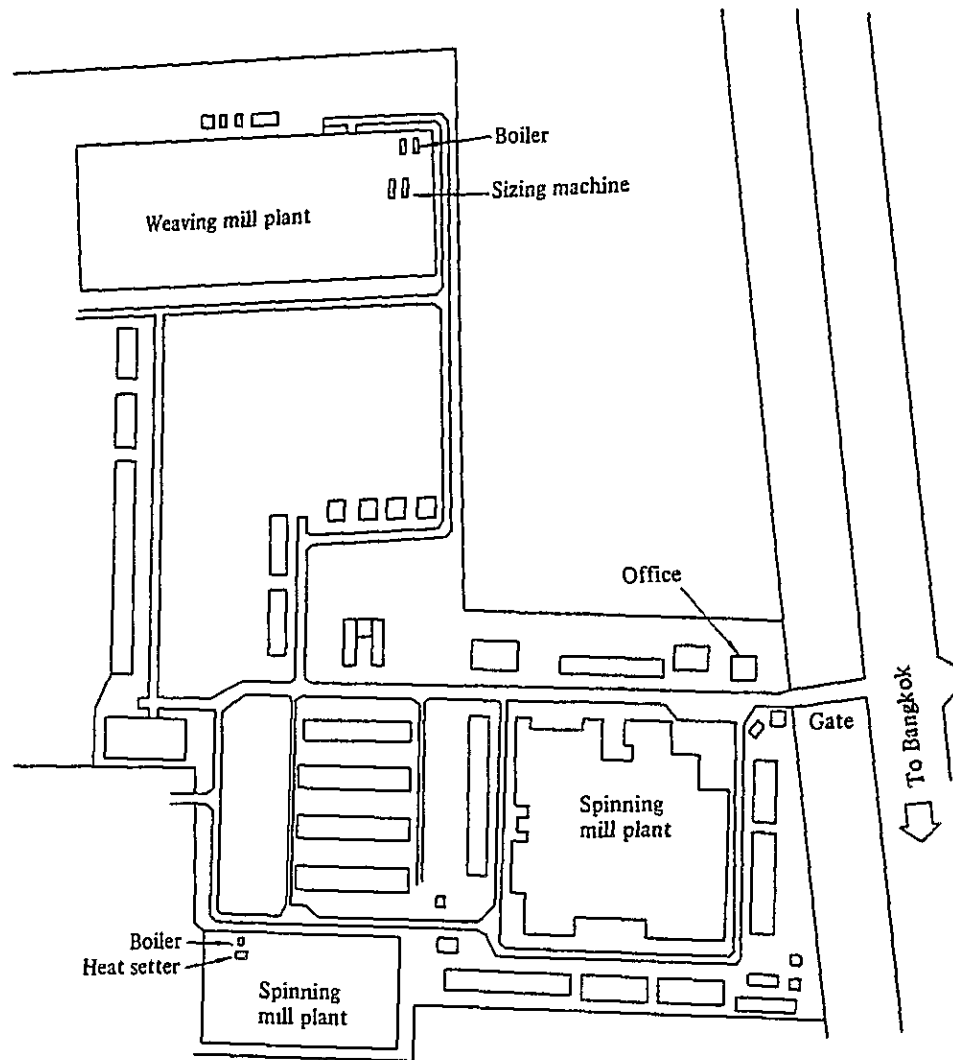 Boiler
Sizing machine
Weaving mill plant
Office
Gate
To Bangkok
Spinning
mill plant
Boiler
Heat setter
Spinning
mill plant